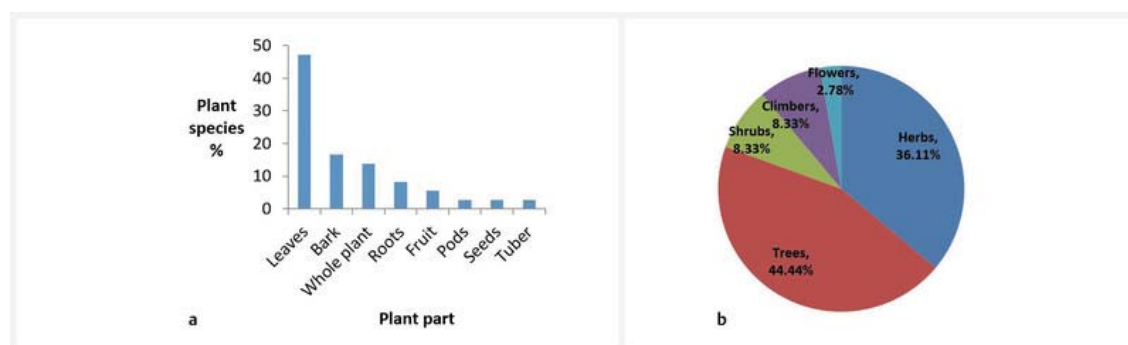 50
40
30
20
10
0
Plant
species
%
Leaves
Bark
Whole plant
Roots
Fruit
Pods
Seeds
Tuber
a
Plant part
Flowers,
2.78%
Climbers,
8.33%
Shrubs,
8.33%
Herbs,
36.11%
Trees,
44.44%
b